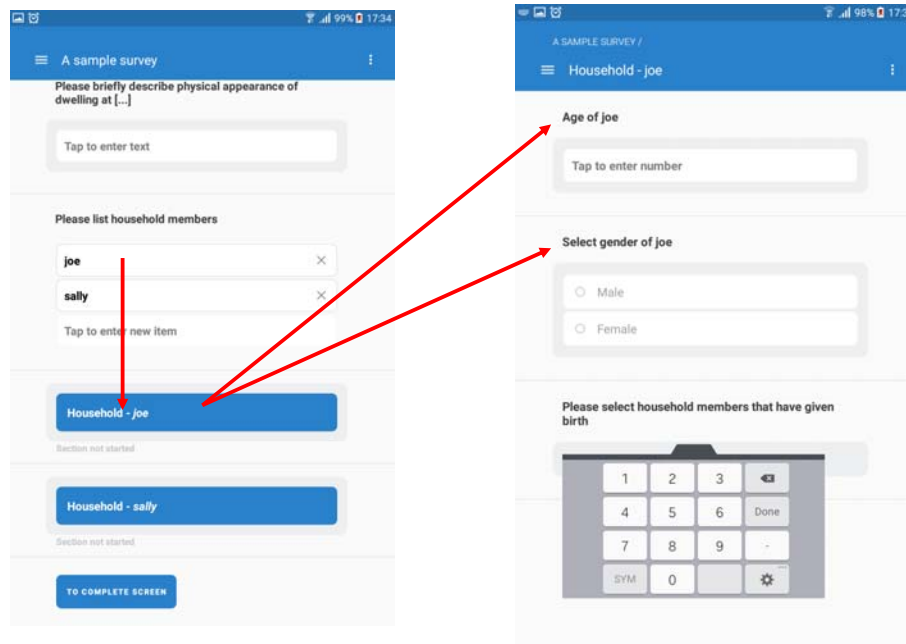 99% 17:34
A sample survey
Please briefly describe physical appearance of
dwelling at [...]
Tap to enter text
Please list household members
joe
sally
Tap to enter new item
Household - joe
Section not started
Household - sally
Section not started
TO COMPLETE SCREEN
98%
A SAMPLE SURVEY /
Household - joe
Age of joe
Tap to enter number
Select gender of joe
Male
Female
Please select household members that have given
birth
1 2 3
4 5 6 Done
7 8 9 .
SYM 0